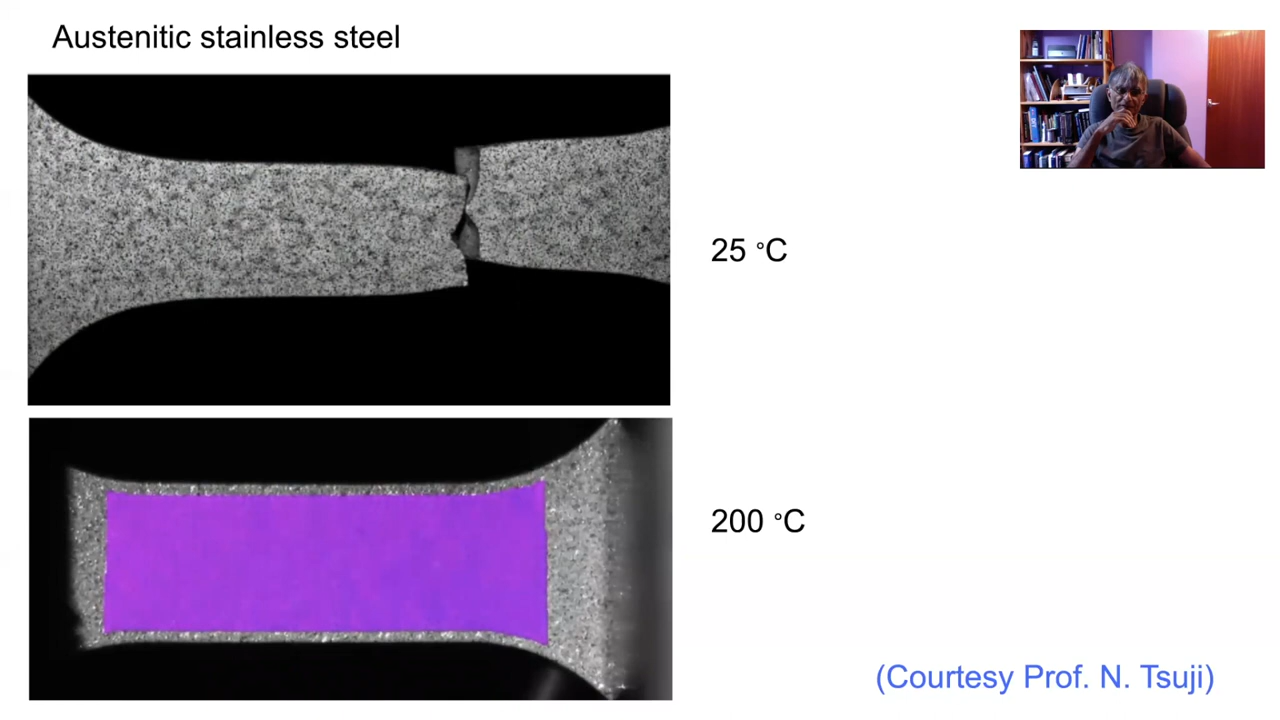 Austenitic stainless steel
25 °C
200 °C
(Courtesy Prof. N. Tsuji)